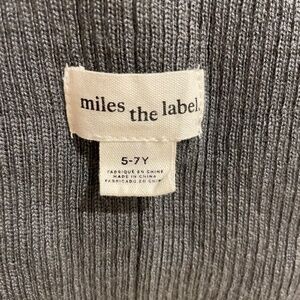 miles the label.
5-7Y
FABRIQUÉ EN CHINE
MADE IN CHINA
FABRICADO EN CHINA